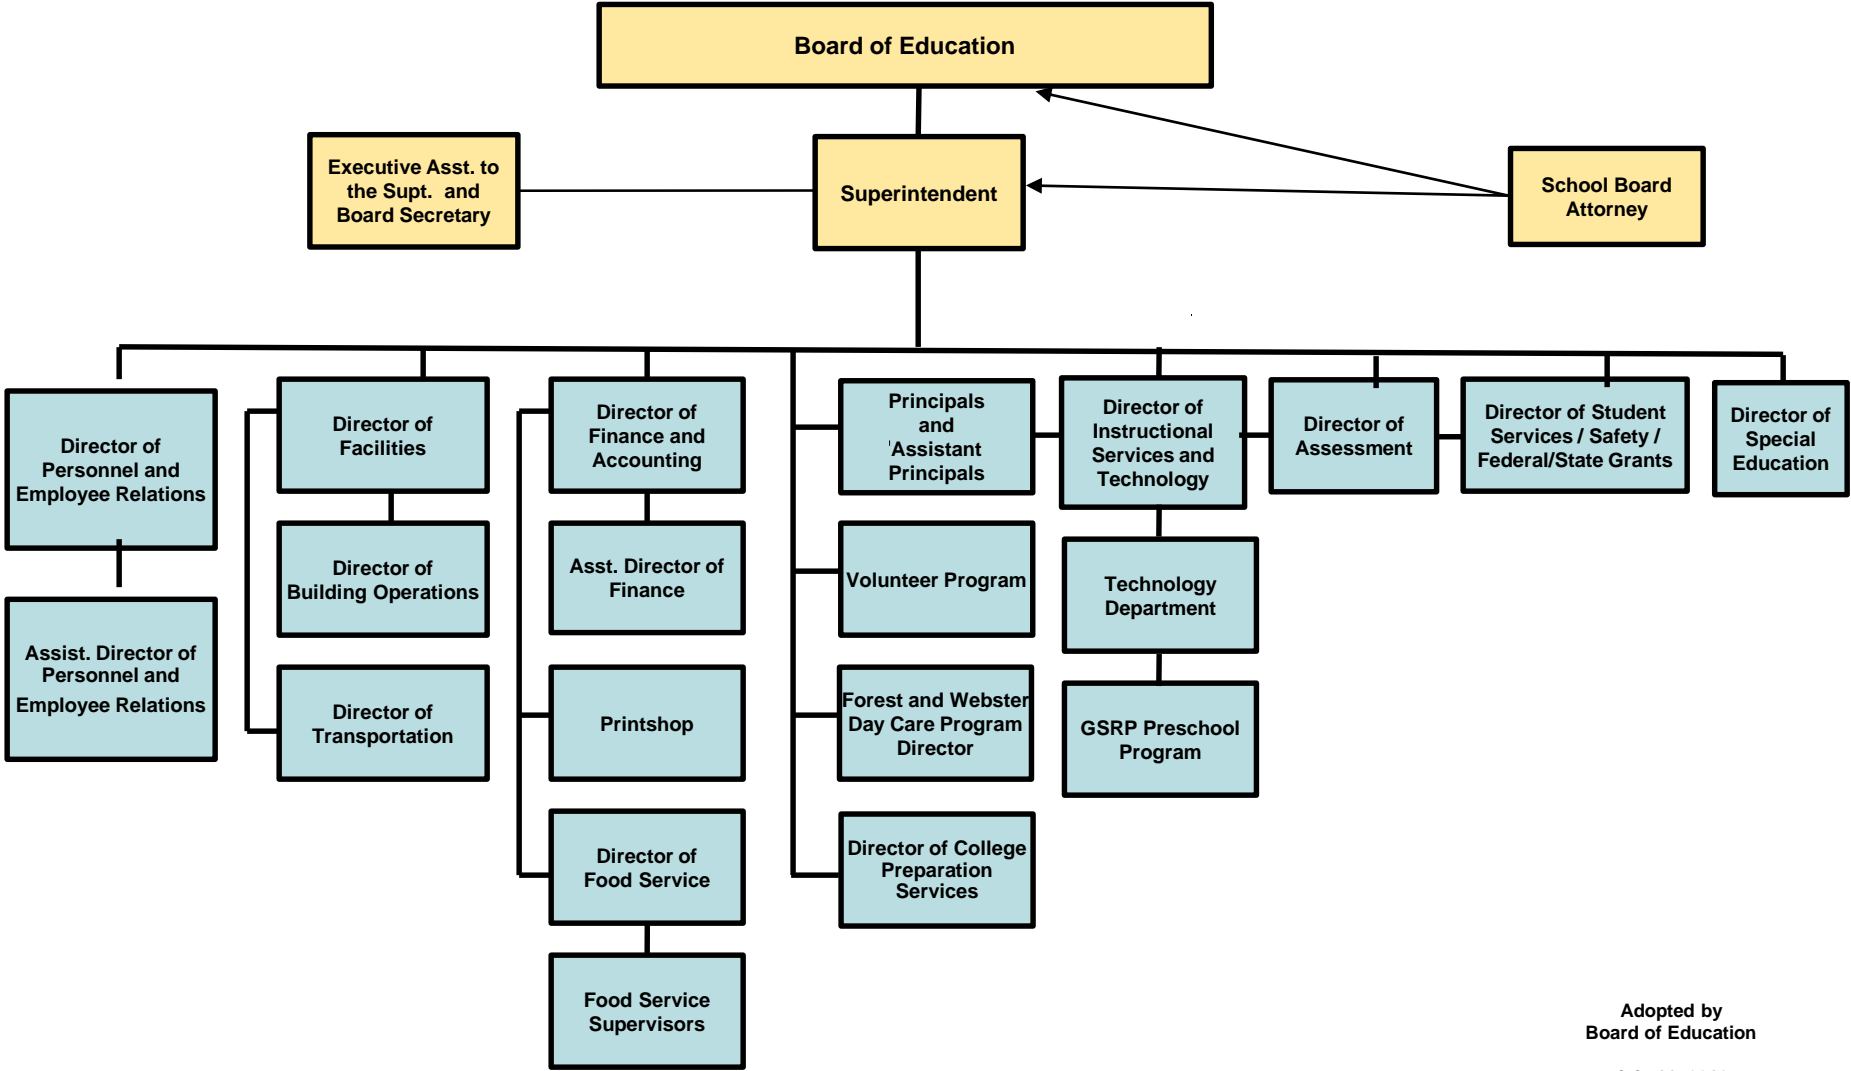 Board of Education
Executive Asst. to
the Supt. and
Board Secretary
Superintendent
School Board
Attorney
Director of
Personnel and
Employee Relations
Director of
Facilities
Director of
Finance and
Accounting
Principals
and
'Assistant
Principals
Director of
Instructional
Services and
Technology
Director of
Assessment
Director of Student
Services / Safety /
Federal/State Grants
Director of
Special
Education
Director of
Building Operations
Asst. Director of
Finance
Volunteer Program
Technology
Department
Assist. Director of
Personnel and
Employee Relations
Director of
Transportation
Printshop
Forest and Webster
Day Care Program
Director
GSRP Preschool
Program
Director of
Food Service
Director of College
Preparation
Services
Food Service
Supervisors
Adopted by
Board of Education